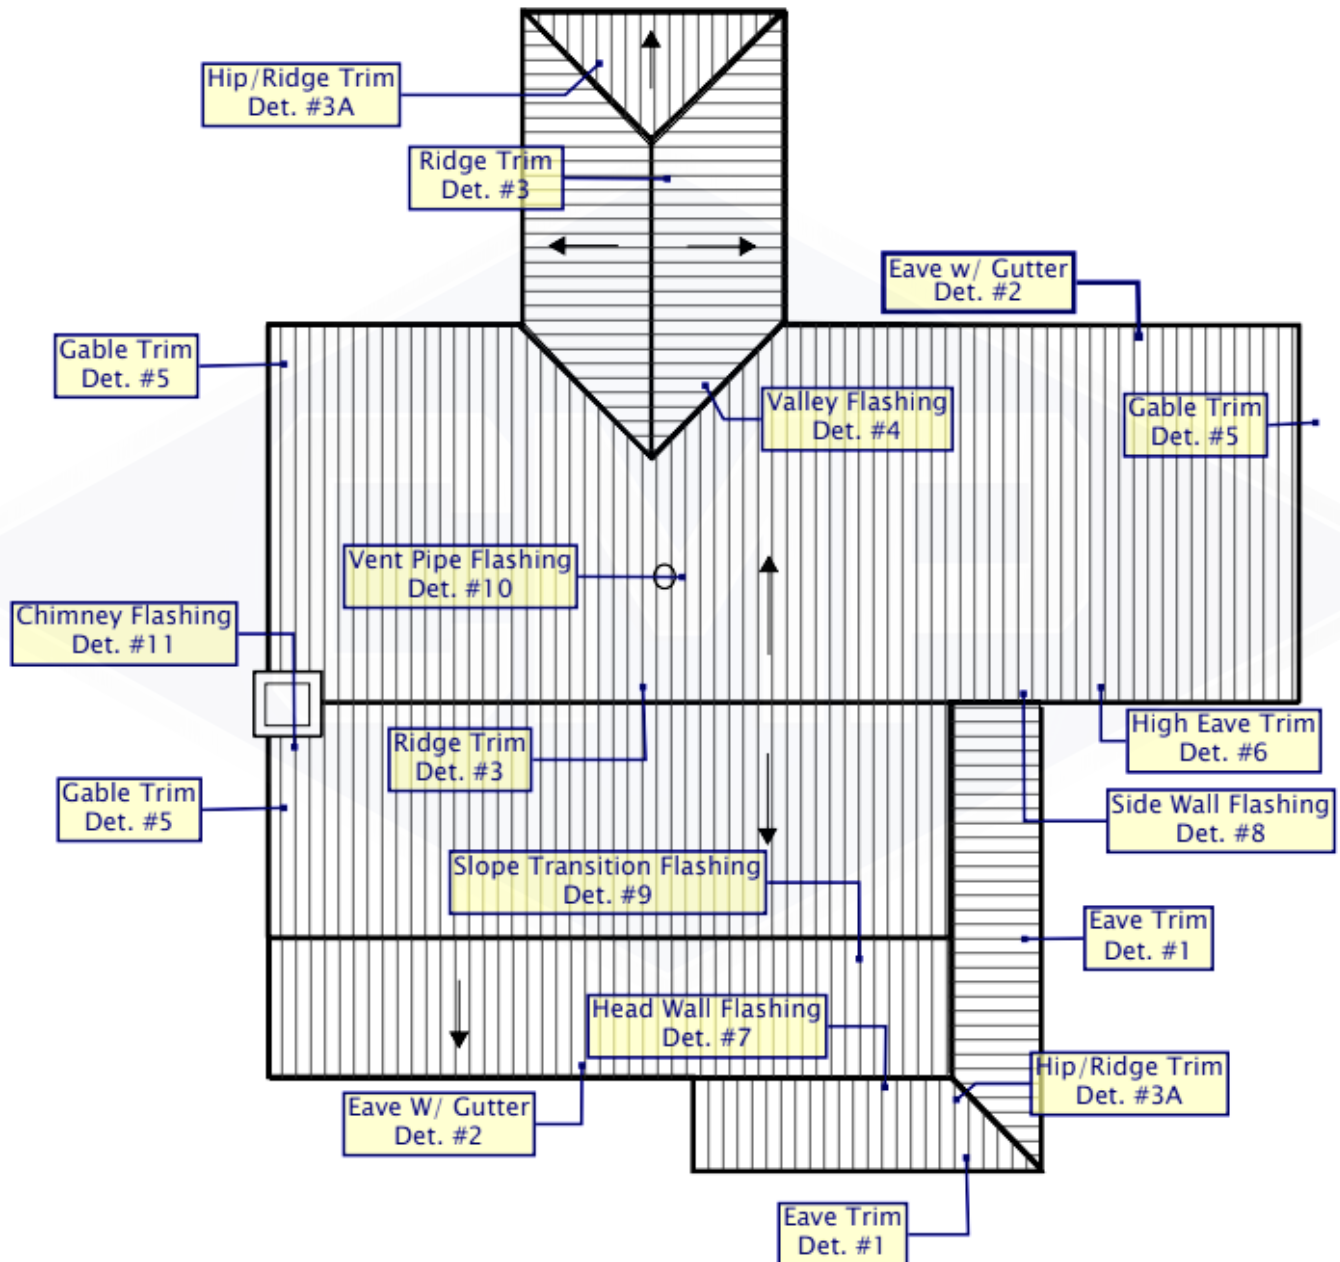 Hip/Ridge Trim
Det. #3A
Ridge Trim
Det. #3
Eave w/ Gutter
Det. #2
Gable Trim
Det. #5
Valley Flashing
Det. #4
Gable Trim
Det. #5
Vent Pipe Flashing
Det. #10
Chimney Flashing
Det. #11
High Eave Trim
Det. #6
Ridge Trim
Det. #3
Gable Trim
Det. #5
Side Wall Flashing
Det. #8
Slope Transition Flashing
Det. #9
Eave Trim
Det. #1
Head Wall Flashing
Det. #7
Hip/Ridge Trim
Det. #3A
Eave W/ Gutter
Det. #2
Eave Trim
Det. #1